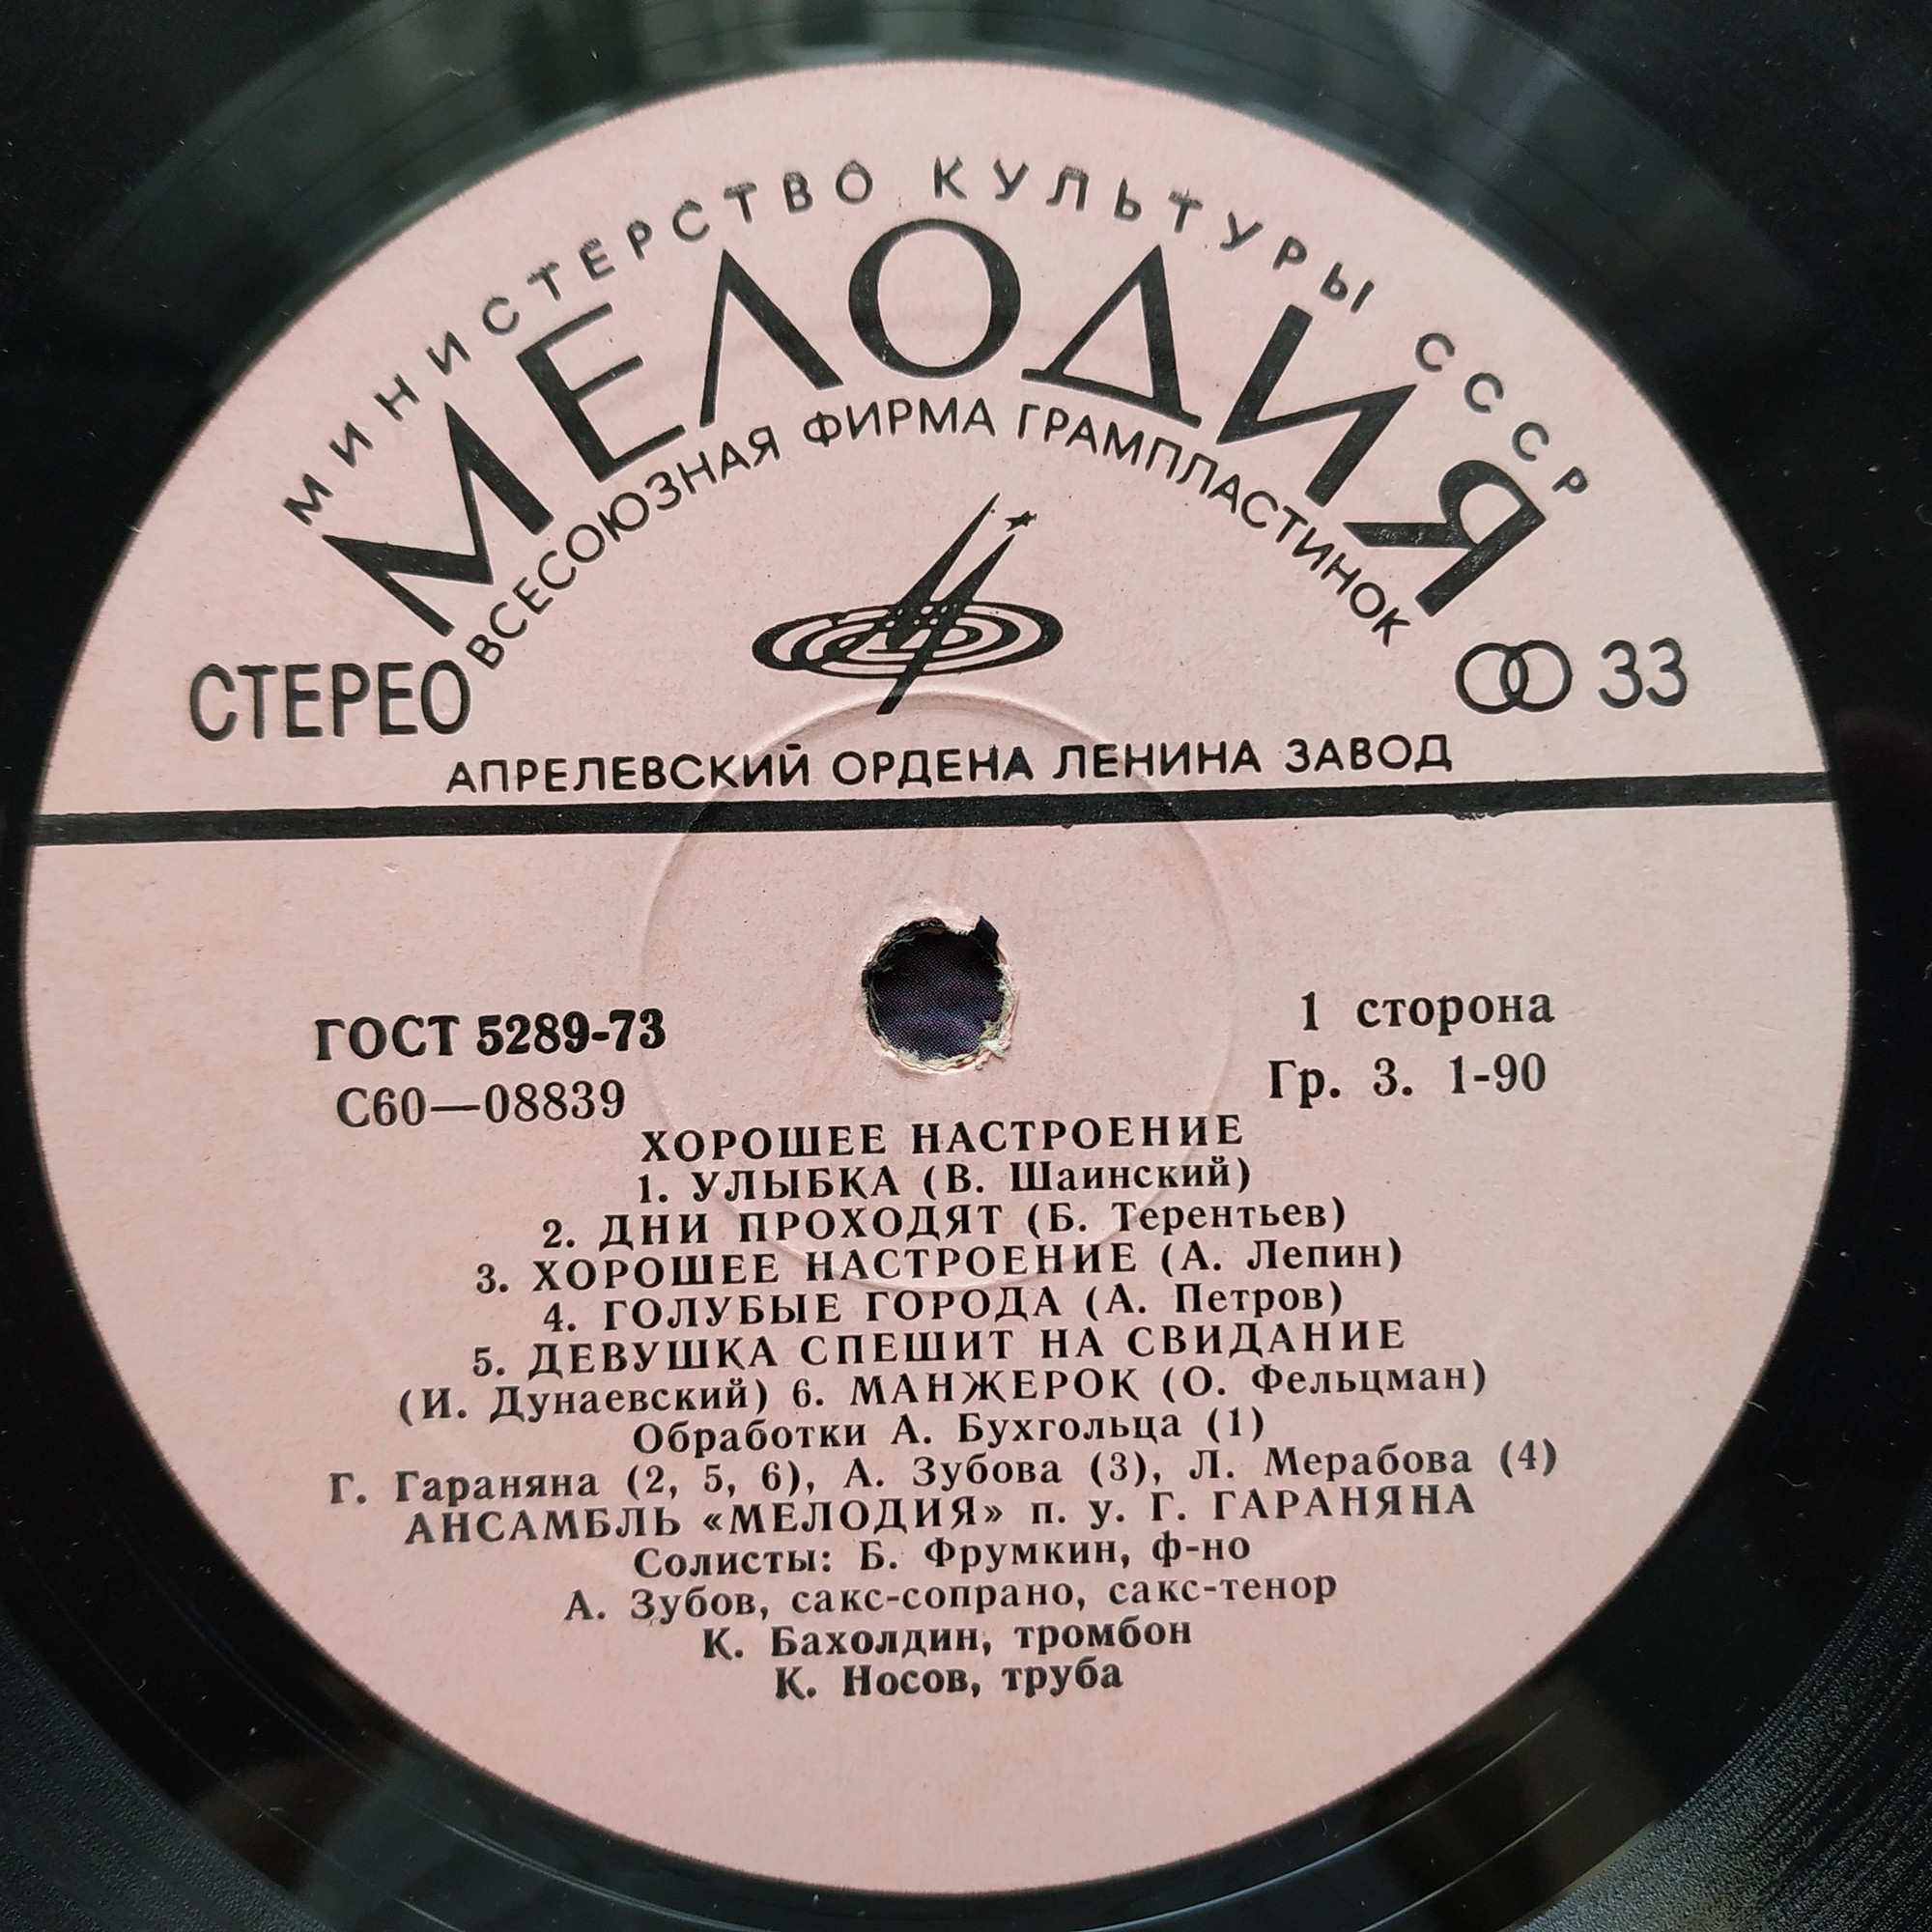 МИНИСТЕРСТВО КУЛЬТУРЫ СССР
МЕЛОДИЯ
ВСЕСОЮЗНАЯ ФИРМА ГРАМПЛАСТИНОК
СТЕРЕО
33
АПРЕЛЕВСКИЙ ОРДЕНА ЛЕНИНА ЗАВОД
ГОСТ 5289-73
1 сторона
С60—08839
Гр. 3. 1-90
ХОРОШЕЕ НАСТРОЕНИЕ
1. УЛЫБКА (В. Шаинский)
2. ДНИ ПРОХОДЯТ (Б. Терентьев)
3. ХОРОШЕЕ НАСТРОЕНИЕ (А. Лепин)
4. ГОЛУБЫЕ ГОРОДА (А. Петров)
5. ДЕВУШКА СПЕШИТ НА СВИДАНИЕ
(И. Дунаевский) 6. МАНЖЕРОК (О. Фельцман)
Обработки А. Бухгольца (1)
Г. Гараняна (2, 5, 6), А. Зубова (3), Л. Мерабова (4)
АНСАМБЛЬ «МЕЛОДИЯ» п. у. Г. ГАРАНЯНА
Солисты: Б. Фрумкин, ф-но
А. Зубов, сакс-сопрано, сакс-тенор
К. Бахолдин, тромбон
К. Носов, труба